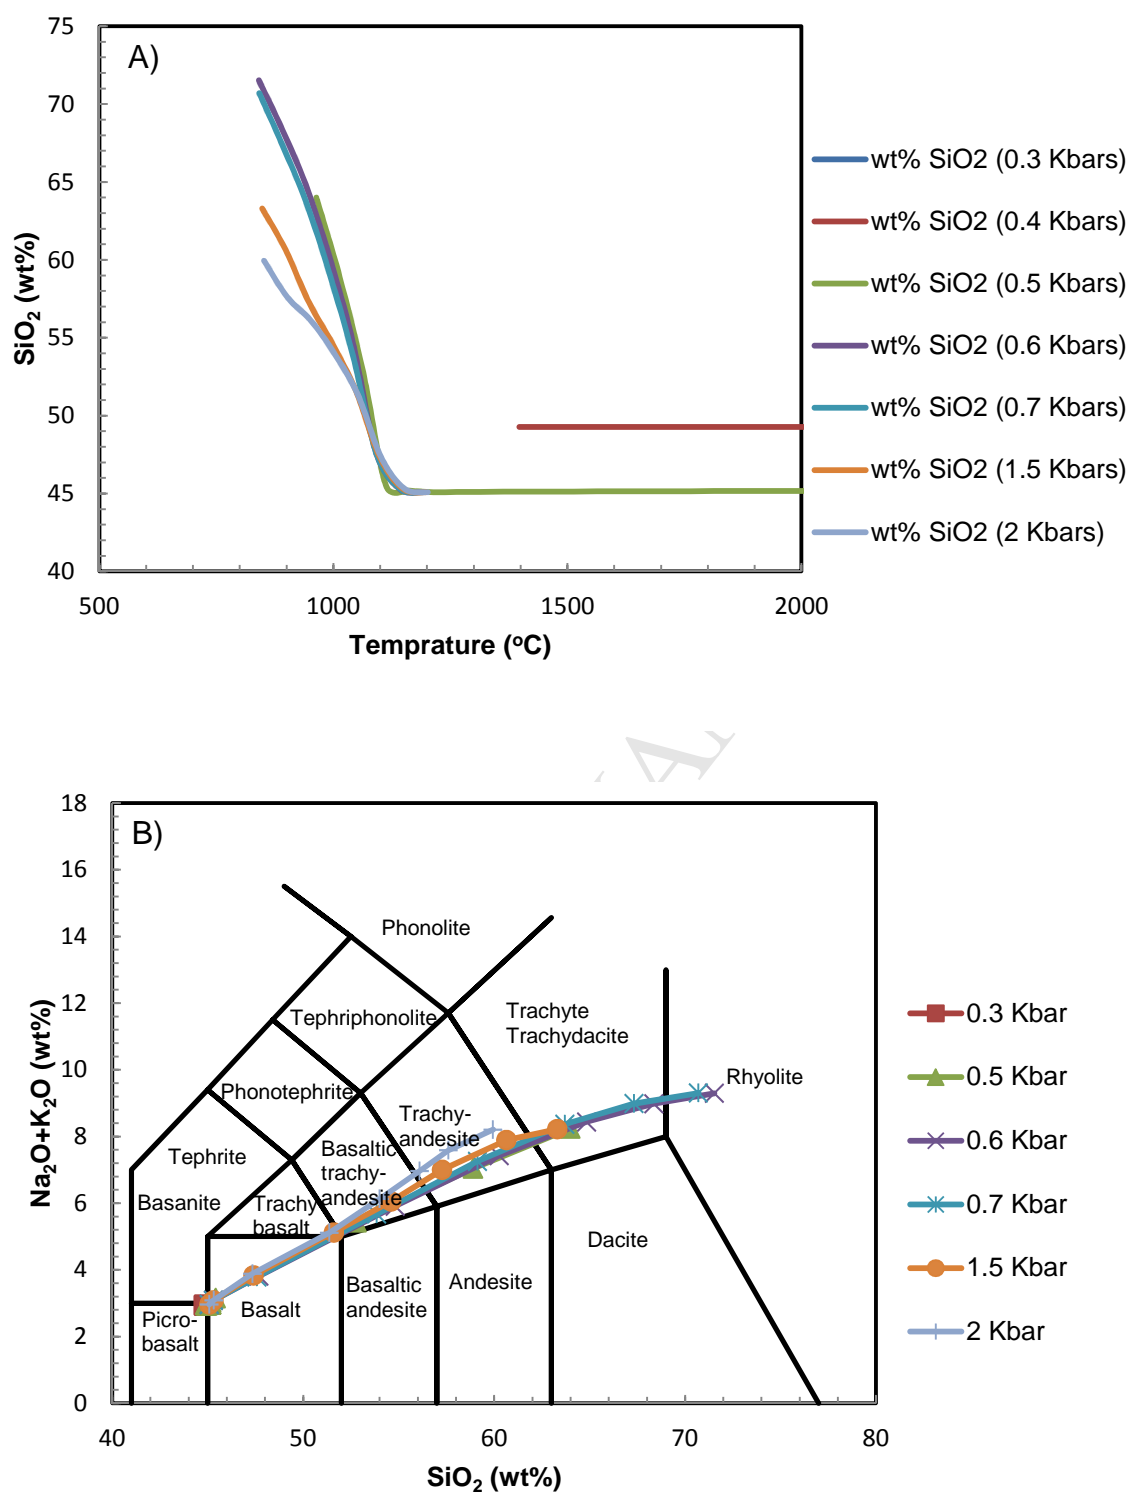 75
A)
70
65
60
55
50
45
40
SiO2 (wt%)
500
1000
1500
2000
Temprature (oC)
wt% SiO2 (0.3 Kbars)
wt% SiO2 (0.4 Kbars)
wt% SiO2 (0.5 Kbars)
wt% SiO2 (0.6 Kbars)
wt% SiO2 (0.7 Kbars)
wt% SiO2 (1.5 Kbars)
wt% SiO2 (2 Kbars)
18
B)
16
14
12
10
8
6
4
2
0
Na2O+K2O (wt%)
Phonolite
Tephriphonolite
Trachyte
Trachydacite
Phonotephrite
Rhyolite
Trachy-
andesite
Tephrite
Basaltic
trachy-
andesite
Basanite
Trachy
basalt
Dacite
Picro-
basalt
Basalt
Basaltic
andesite
Andesite
40
50
60
70
80
SiO2 (wt%)
0.3 Kbar
0.5 Kbar
0.6 Kbar
0.7 Kbar
1.5 Kbar
2 Kbar